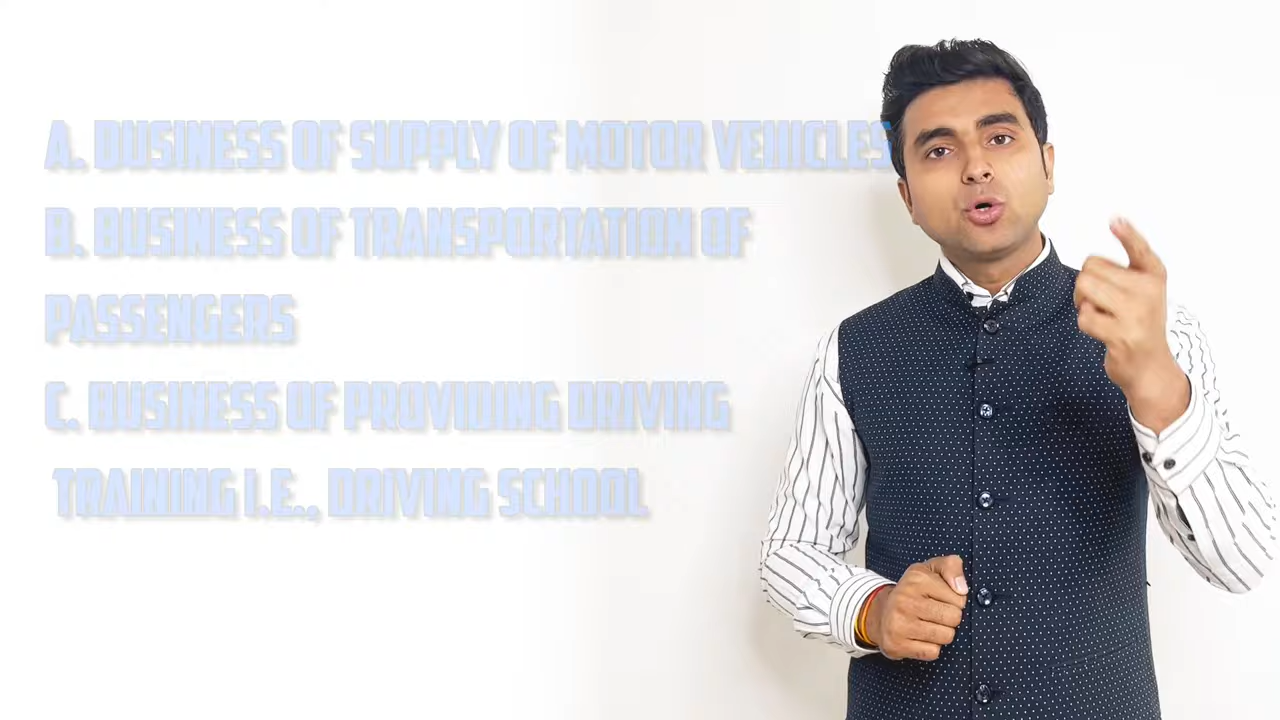 A. BUSINESS OF SUPPLY OF MOTOR VEHICLES
B. BUSINESS OF TRANSPORTATION OF
PASSENGERS
C. BUSINESS OF PROVIDING DRIVING
TRAINING I.E., DRIVING SCHOOL